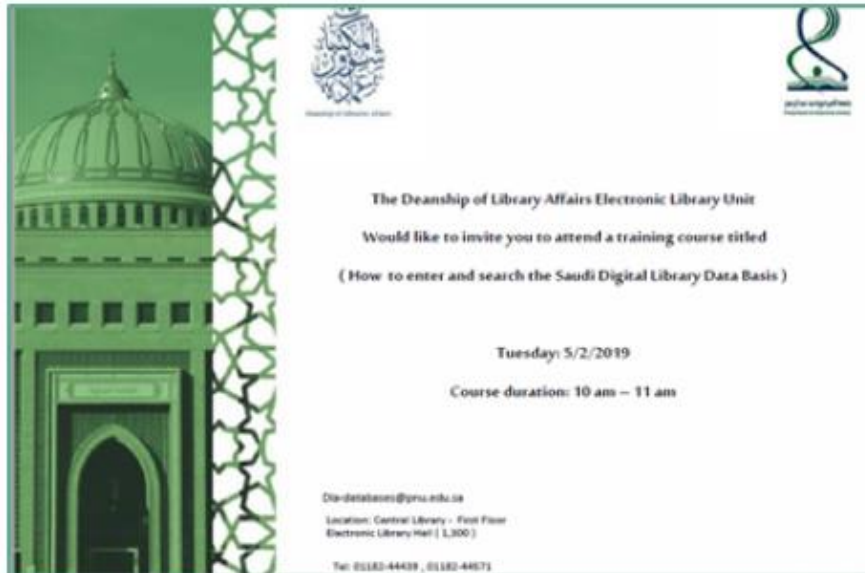 The Deanship of Library Affairs Electronic Library Unit
Would like to invite you to attend a training course titled
( How to enter and search the Saudi Digital Library Data Basis )
Tuesday: 5/2/2019
Course duration: 10 am – 11 am
Dla-databases@pnu.edu.sa
Location: Central Library - First Floor
Electronic Library Hall ( 1,300 )
Tel: 01182-44439 , 01182-44571